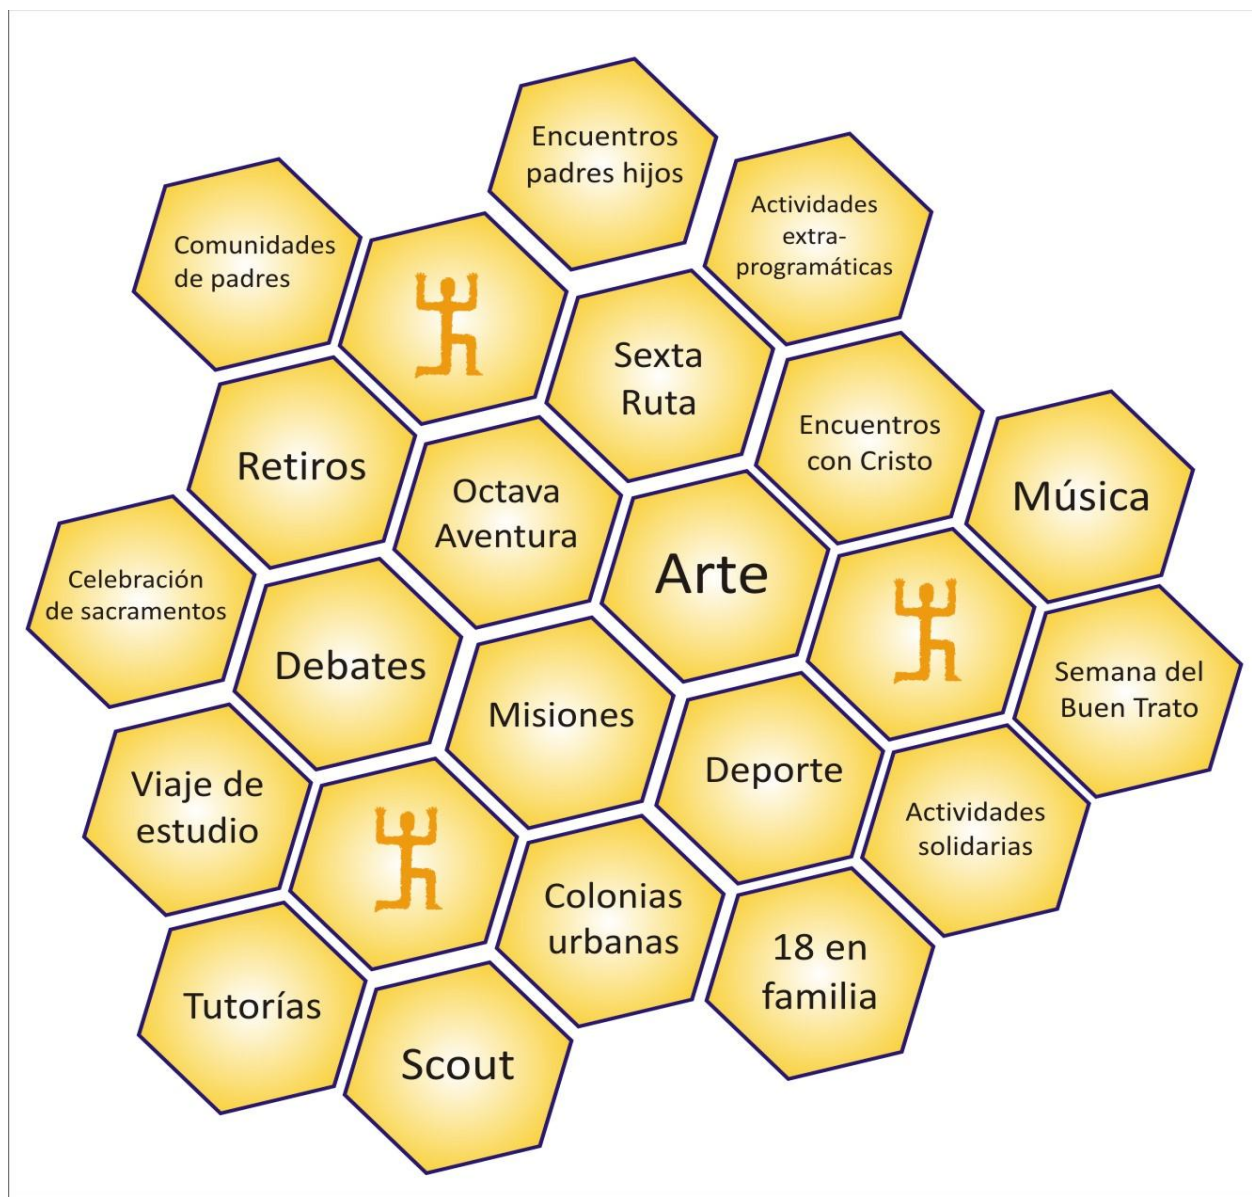 Encuentros
padres hijos
Actividades
extra-
programáticas
Comunidades
de padres
Sexta
Ruta
Encuentros
con Cristo
Música
Retiros
Octava
Aventura
Arte
Celebración
de sacramentos
Debates
Misiones
Semana del
Buen Trato
Deporte
Viaje de
estudio
Actividades
solidarias
Colonias
urbanas
18 en
familia
Tutorías
Scout